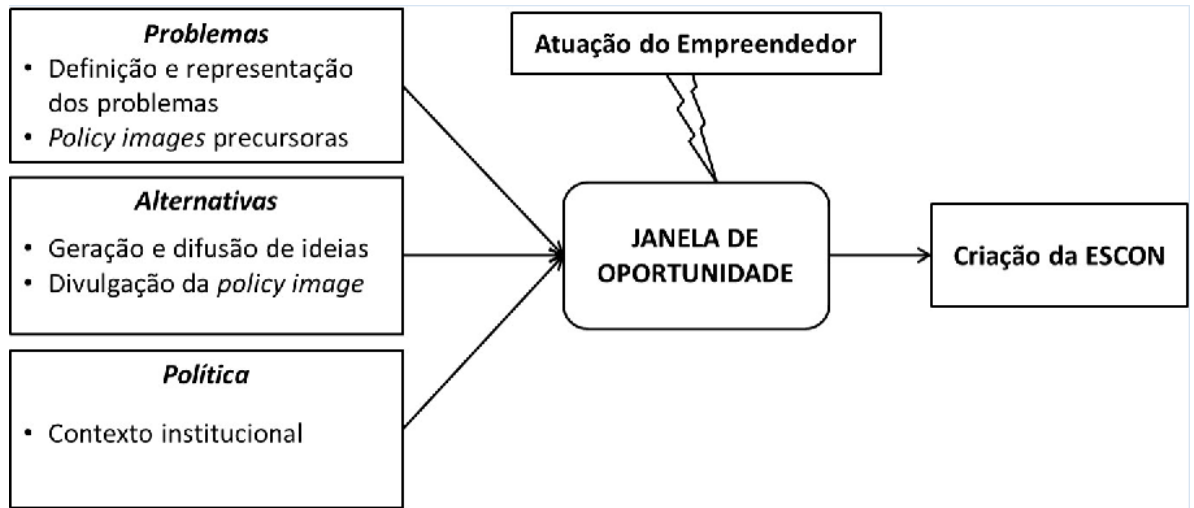 Problemas
• Definição e representação
dos problemas
• Policy images precursoras
Alternativas
• Geração e difusão de ideias
• Divulgação da policy image
Política
• Contexto institucional
Atuação do Empreendedor
JANELA DE
OPORTUNIDADE
Criação da ESCON